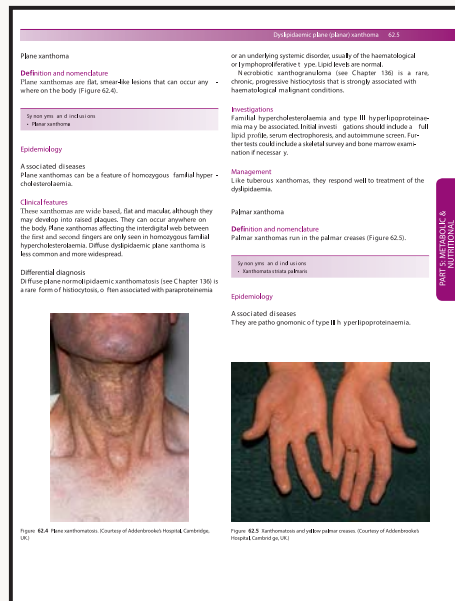 Dyslipidaemic plane (planar) xanthoma 62.5
Plane xanthoma
Definition and nomenclature
Plane xanthomas are flat, smear-like lesions that can occur any-
where on the body (Figure 62.4).
Synonyms and inclusions
• Planar xanthoma
Epidemiology
Associated diseases
Plane xanthomas can be a feature of homozygous familial hyper-
cholesterolaemia.
Clinical features
These xanthomas are wide based, flat and macular, although they
may develop into raised plaques. They can occur anywhere on
the body. Plane xanthomas affecting the interdigital web between
the first and second fingers are only seen in homozygous familial
hypercholesterolaemia. Diffuse dyslipidaemic plane xanthoma is
less common and more widespread.
Differential diagnosis
Diffuse plane normolipidaemic xanthomatosis (see Chapter 136) is
a rare form of histiocytosis, often associated with paraproteinemia
Figure 62.4 Plane xanthomatosis. (Courtesy of Addenbrooke's Hospital, Cambridge,
UK.)
or an underlying systemic disorder, usually of the haematological
or lymphoproliferative type. Lipid levels are normal.
Necrobiotic xanthogranuloma (see Chapter 136) is a rare,
chronic, progressive histiocytosis that is strongly associated with
haematological malignant conditions.
Investigations
Familial hypercholesterolaemia and type III hyperlipoproteinae-
mia may be associated. Initial investigations should include a full
lipid profile, serum electrophoresis, and autoimmune screen. Fur-
ther tests could include a skeletal survey and bone marrow exami-
nation if necessary.
Management
Like tuberous xanthomas, they respond well to treatment of the
dyslipidaemia.
Palmar xanthoma
Definition and nomenclature
Palmar xanthomas run in the palmar creases (Figure 62.5).
Synonyms and inclusions
• Xanthomata striata palmaris
Epidemiology
Associated diseases
They are pathognomonic of type III hyperlipoproteinaemia.
Figure 62.5 Xanthomatosis and yellow palmar creases. (Courtesy of Addenbrooke's
Hospital, Cambridge, UK.)
PART 5: METABOLIC &
NUTRITIONAL